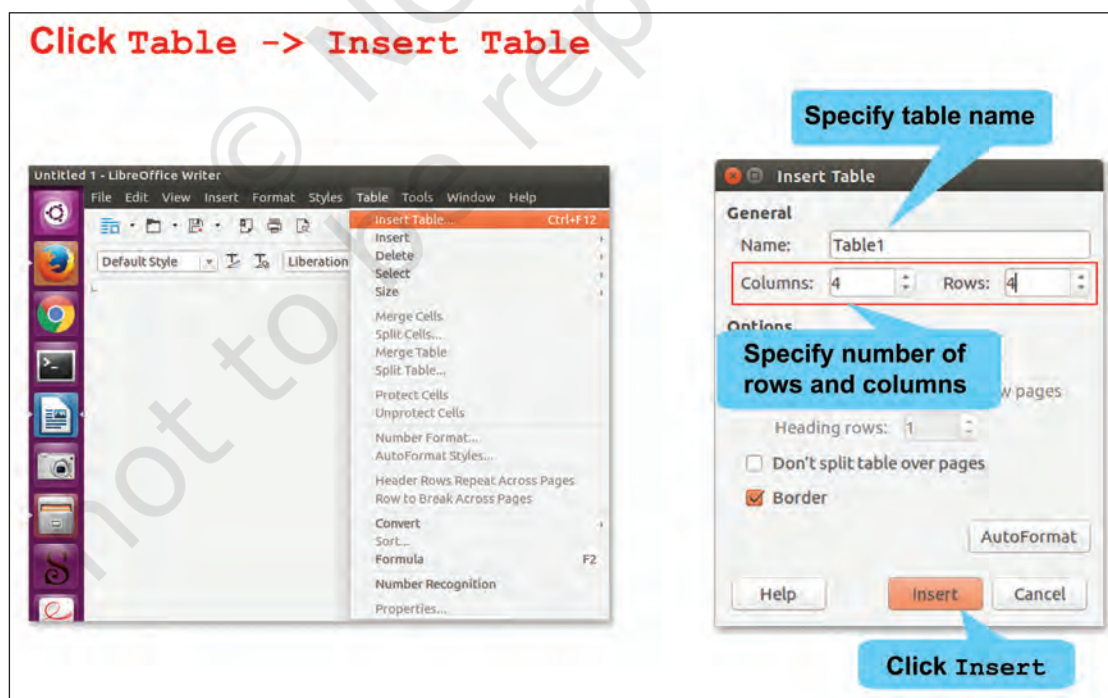 Click Table -> Insert Table
Specify table name
Untitled 1 - LibreOffice Writer
File Edit View Insert Format Styles Table Tools Window Help
Default Style
Liberation
Insert Table... Ctrl+F12
Insert
Delete
Select
Size
Merge Cells
Split Cells...
Merge Table
Split Table...
Protect Cells
Unprotect Cells
Number Format...
AutoFormat Styles...
Header Rows Repeat Across Pages
Row to Break Across Pages
Convert
Sort...
Formula F2
Number Recognition
Properties...
Insert Table
General
Name: Table1
Columns: 4 Rows: 4
Options
Specify number of
rows and columns
pages
Heading rows: 1
Don't split table over pages
Border
AutoFormat
Help Insert Cancel
Click Insert
not to be rep